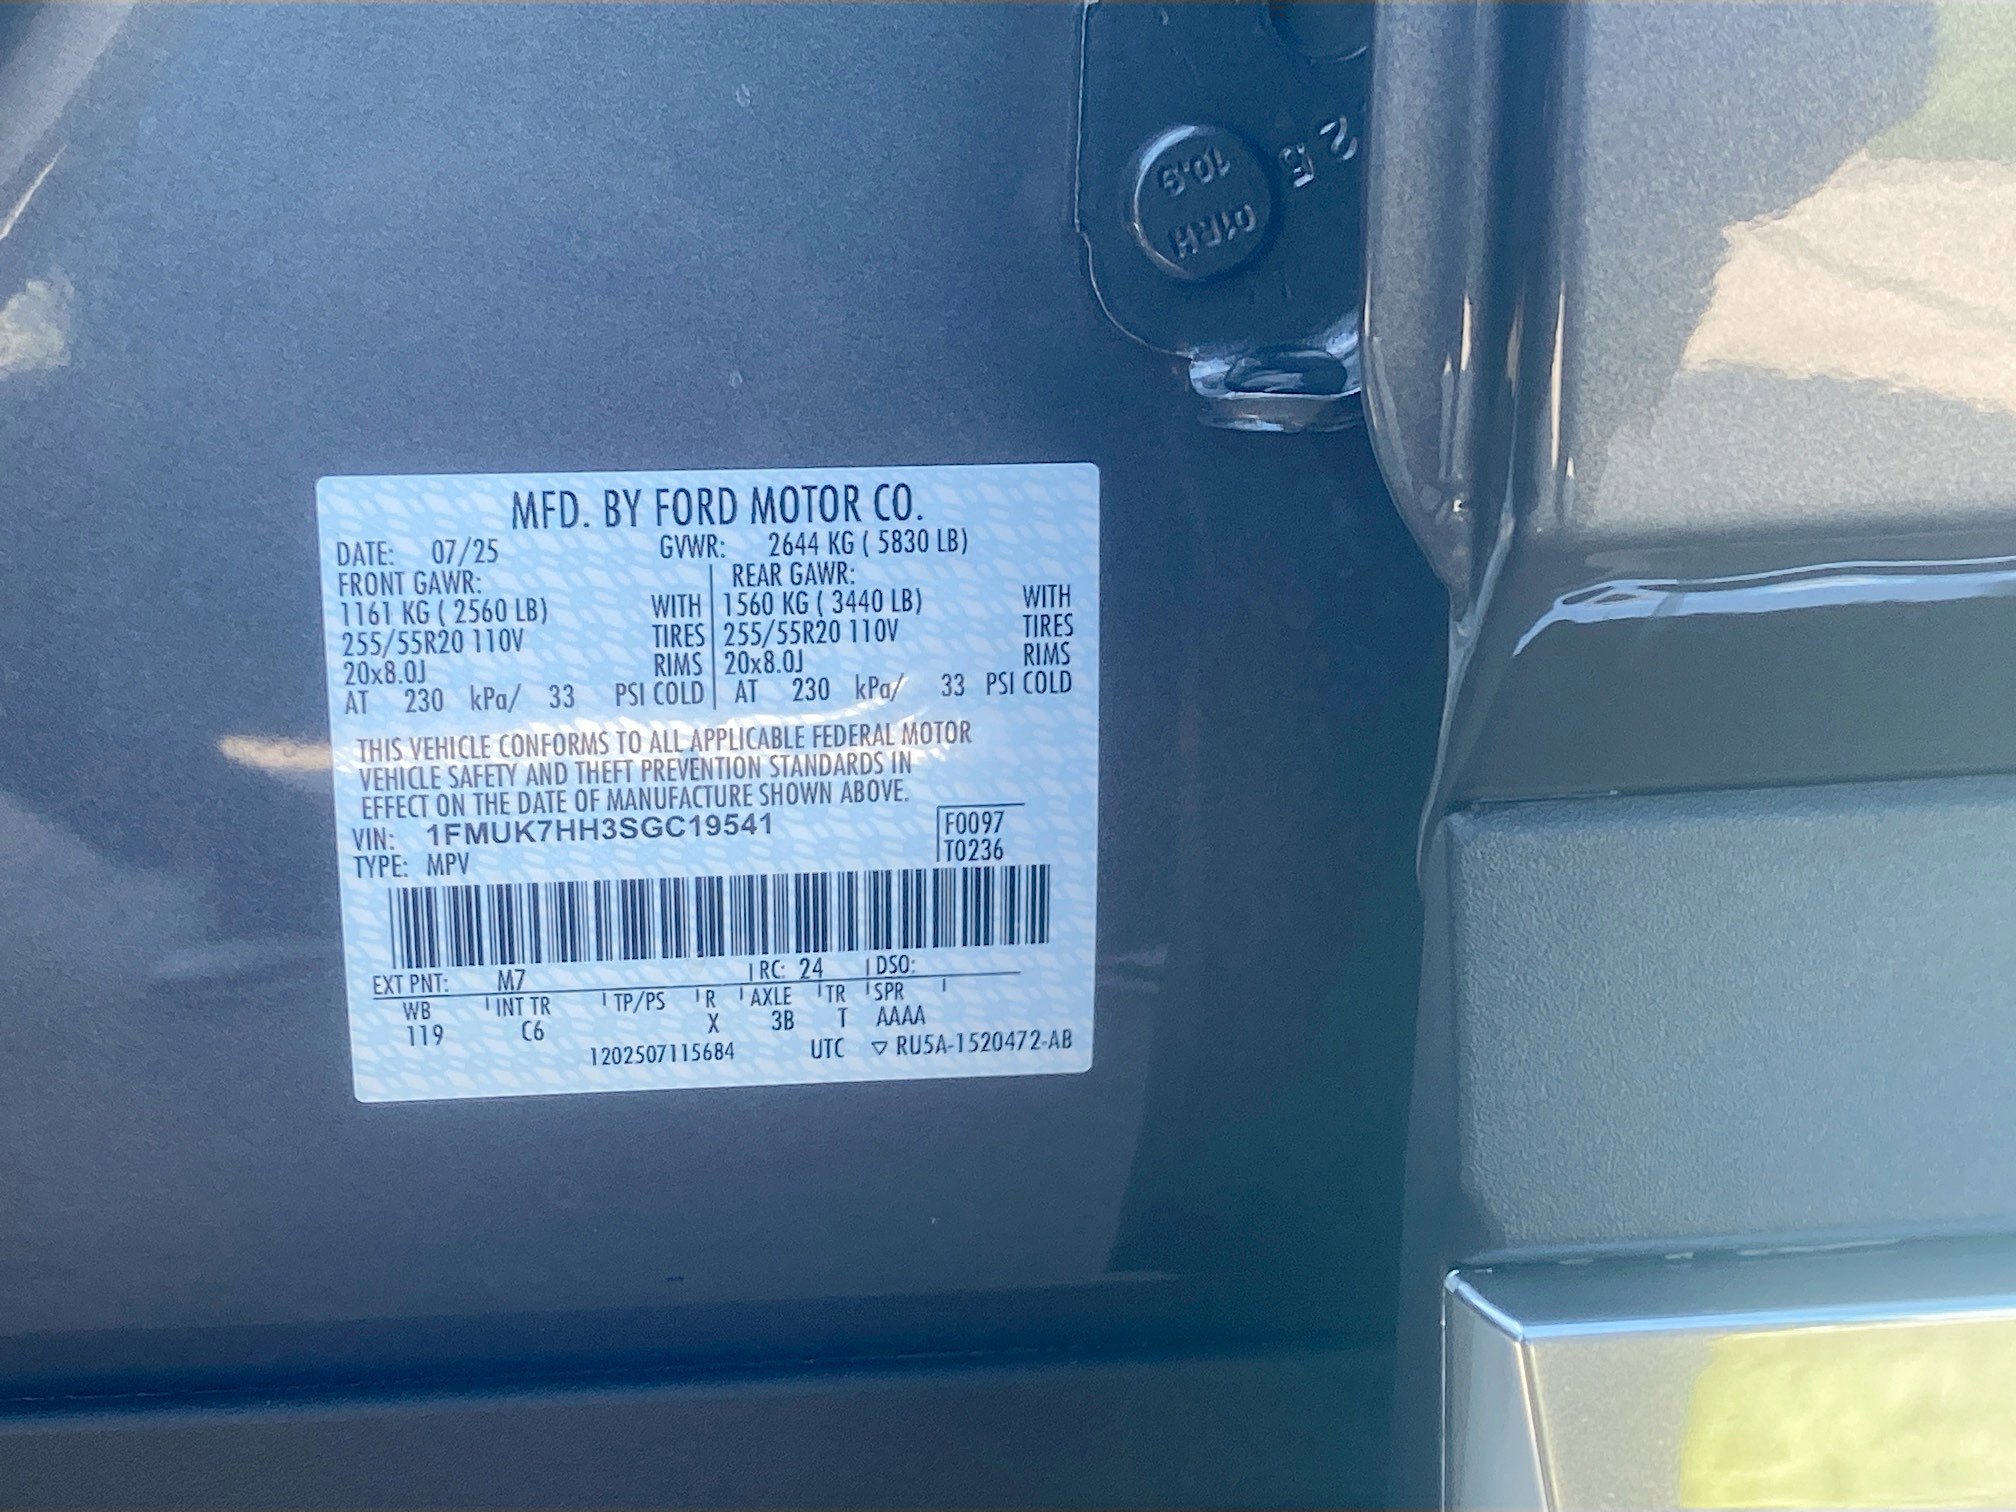 10.9
01RH
2 5
MFD. BY FORD MOTOR CO.
DATE: 07/25 GVWR: 2644 KG ( 5830 LB)
FRONT GAWR: REAR GAWR:
1161 KG ( 2560 LB) WITH 1560 KG ( 3440 LB) WITH
255/55R20 110V TIRES 255/55R20 110V TIRES
20x8.0J RIMS 20x8.0J RIMS
AT 230 kPa/ 33 PSI COLD AT 230 kPa/ 33 PSI COLD
THIS VEHICLE CONFORMS TO ALL APPLICABLE FEDERAL MOTOR
VEHICLE SAFETY AND THEFT PREVENTION STANDARDS IN
EFFECT ON THE DATE OF MANUFACTURE SHOWN ABOVE.
VIN: 1FMUK7HH3SGC19541 F0097
TYPE: MPV T0236
EXT PNT: M7 RC: 24 DSO:
WB INT TR TP/PS R AXLE TR SPR
119 C6 X 3B T AAAA
1202507115684 UTC ▽ RU5A-1520472-AB